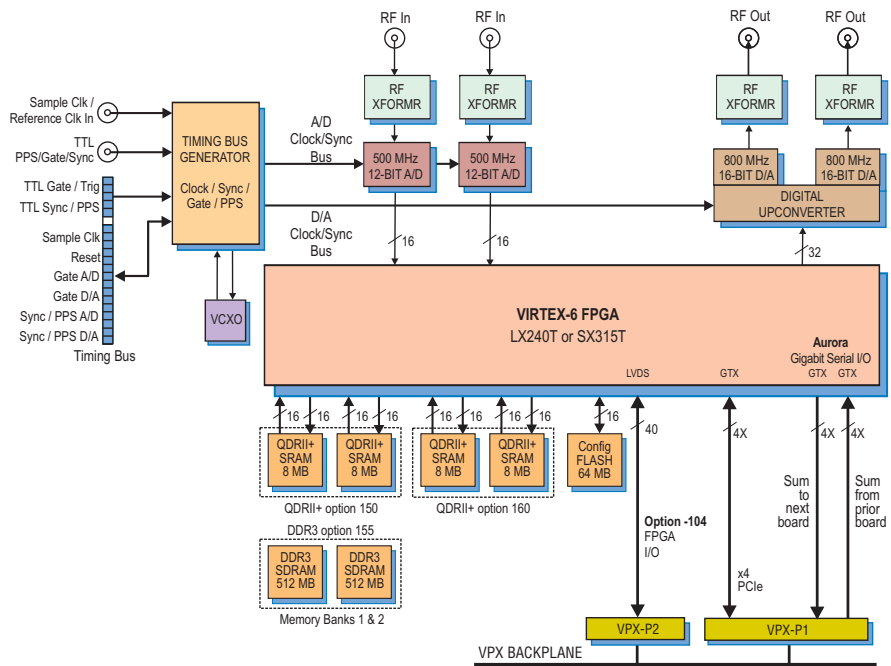 RF In
RF In
RF Out
RF Out
Sample Clk /
Reference Clk In
TTL
PPS/Gate/Sync
TTL Gate / Trig
TTL Sync / PPS
Sample Clk
Reset
Gate A/D
Gate D/A
Sync / PPS A/D
Sync / PPS D/A
Timing Bus
TIMING BUS
GENERATOR
Clock / Sync /
Gate / PPS
VCXO
A/D
Clock/Sync
Bus
D/A
Clock/Sync
Bus
RF
XFORMR
RF
XFORMR
500 MHz
12-BIT A/D
500 MHz
12-BIT A/D
16
16
RF
XFORMR
RF
XFORMR
800 MHz
16-BIT D/A
800 MHz
16-BIT D/A
DIGITAL
UPCONVERTER
32
VIRTEX-6 FPGA
LX240T or SX315T
Aurora
Gigabit Serial I/O
LVDS
GTX
GTX
GTX
16
16
16
16
16
16
16
16
16
40
4X
4X
4X
QDRII+
SRAM
8 MB
QDRII+
SRAM
8 MB
QDRII+
SRAM
8 MB
QDRII+
SRAM
8 MB
Config
FLASH
64 MB
QDRII+ option 150
QDRII+ option 160
DDR3 option 155
DDR3
SDRAM
512 MB
DDR3
SDRAM
512 MB
Memory Banks 1 & 2
Option -104
FPGA
I/O
x4
PCIe
Sum
to
next
board
Sum
from
prior
board
VPX-P2
VPX-P1
VPX BACKPLANE